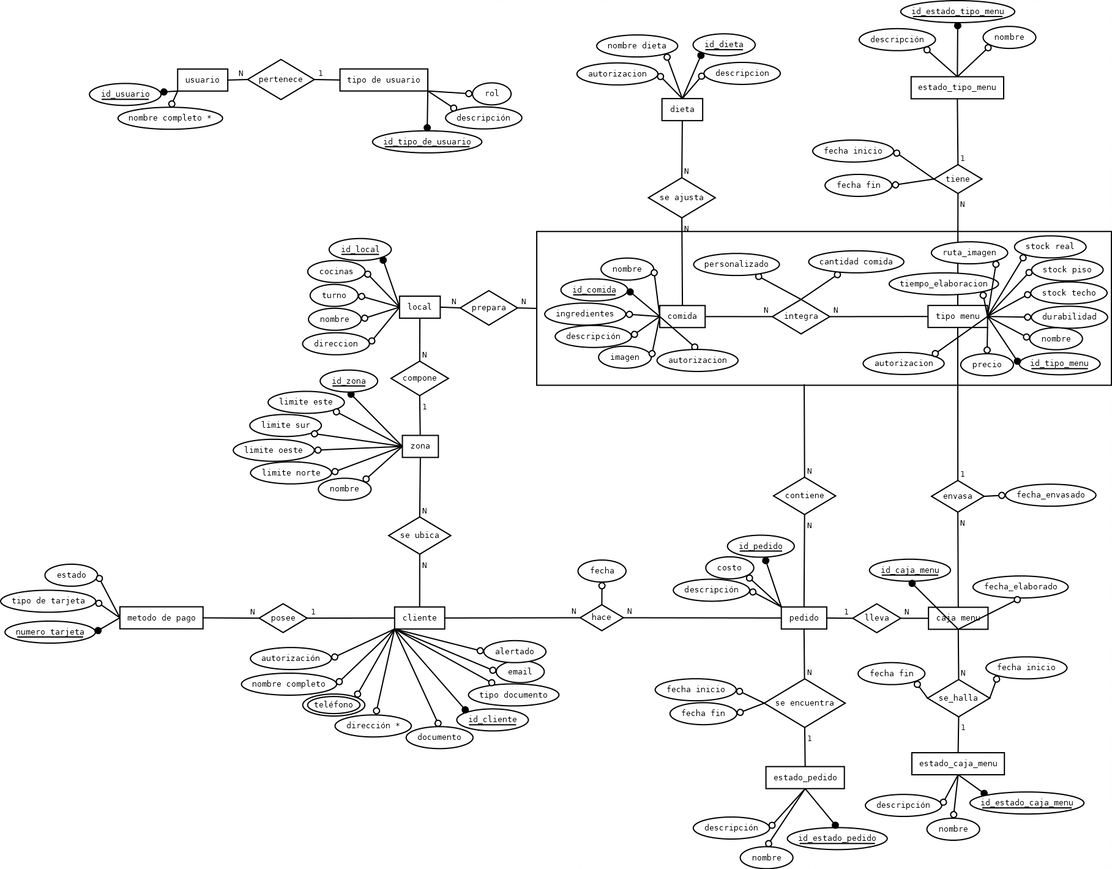 id_estado_tipo_menu
descripción
nombre
estado_tipo_menu
nombre dieta
id_dieta
autorizacion
descripcion
dieta
usuario
N
pertenece
1
tipo de usuario
id_usuario
nombre completo *
rol
descripción
id_tipo_de_usuario
fecha inicio
fecha fin
1
tiene
N
N
se ajusta
N
id_local
cocinas
turno
nombre
direccion
local
N
prepara
N
nombre
id_comida
ingredientes
descripción
imagen
autorizacion
comida
personalizado
cantidad comida
N
integra
N
ruta_imagen
tiempo_elaboracion
tipo menu
stock real
stock piso
stock techo
durabilidad
nombre
id_tipo_menu
precio
autorizacion
N
compone
1
id_zona
limite este
limite sur
limite oeste
limite norte
nombre
zona
N
se ubica
N
N
contiene
N
1
envasa
N
fecha_envasado
estado
tipo de tarjeta
numero tarjeta
metodo de pago
N
posee
1
cliente
N
hace
N
fecha
id_pedido
costo
descripción
pedido
1
lleva
N
id_caja_menu
fecha_elaborado
caja menu
autorización
nombre completo
teléfono
dirección *
documento
id_cliente
tipo documento
email
alertado
fecha inicio
fecha fin
N
se encuentra
1
fecha fin
fecha inicio
N
se_halla
1
estado_pedido
descripción
nombre
id_estado_pedido
estado_caja_menu
descripción
nombre
id_estado_caja_menu